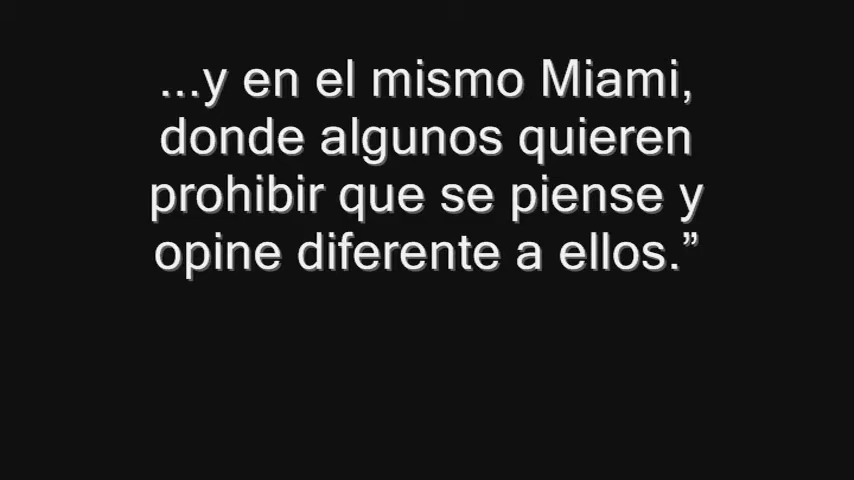 ...y en el mismo Miami,
donde algunos quieren
prohibir que se piense y
opine diferente a ellos.”